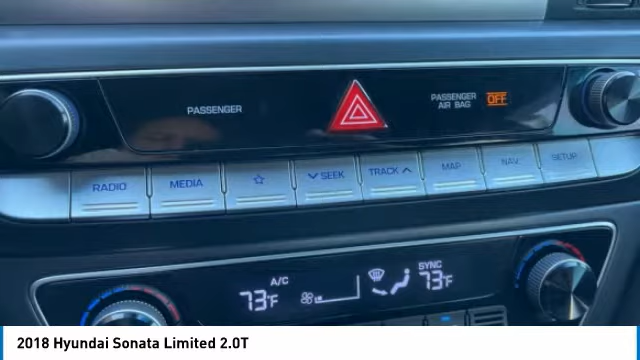 PASSENGER
PASSENGER
AIR BAG
OFF
RADIO
MEDIA
SEEK
TRACK
MAP
NAV
SETUP
A/C
73°F
SYNC
73°F
2018 Hyundai Sonata Limited 2.0T